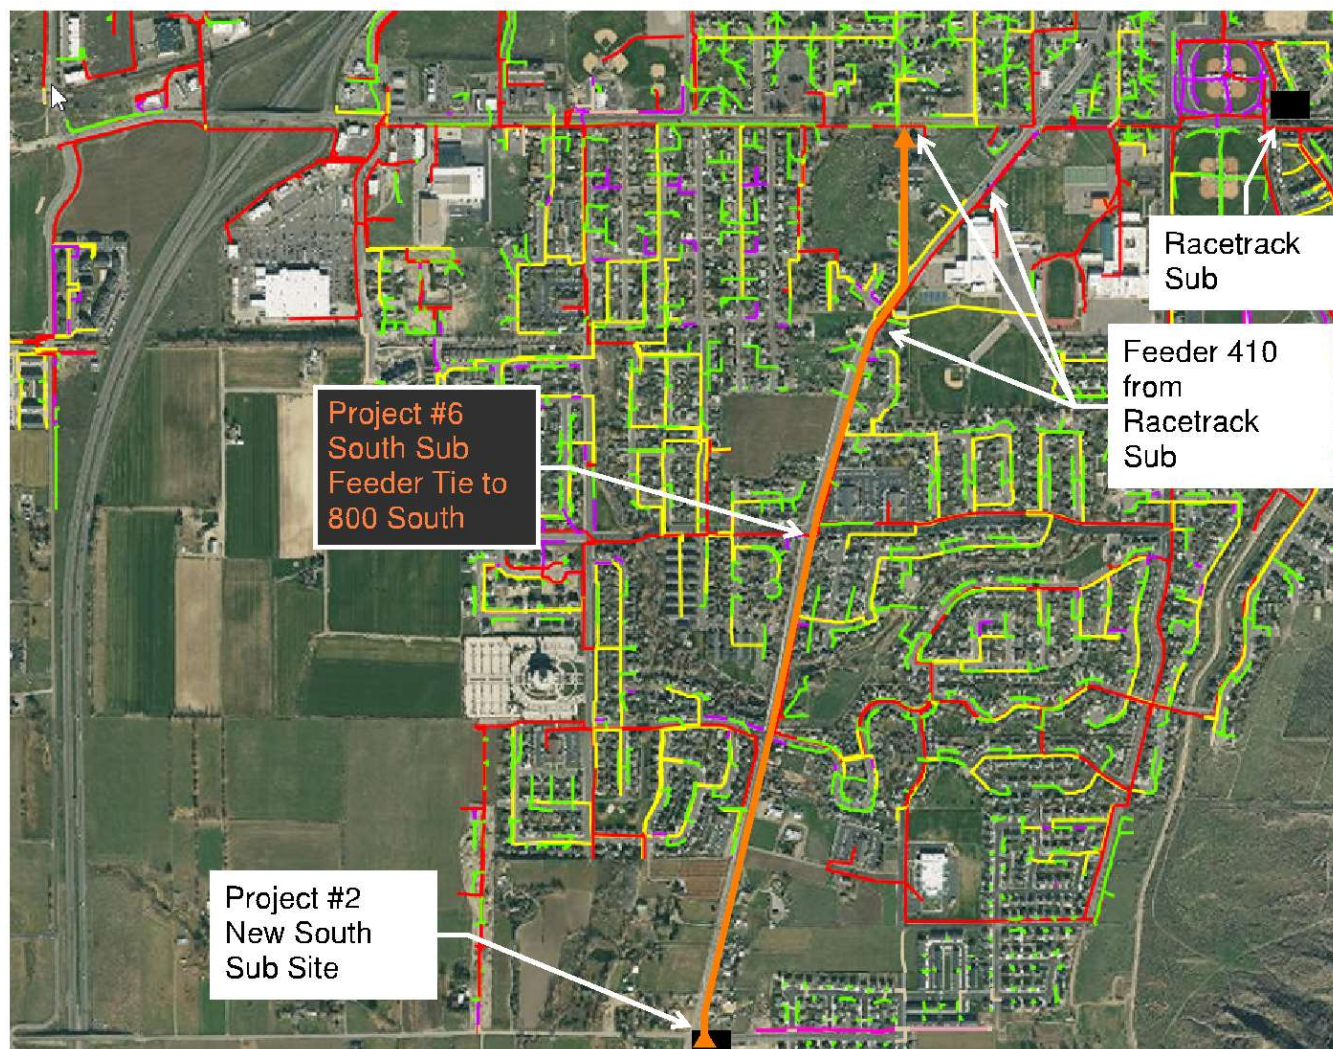 Racetrack
Sub
Feeder 410
from
Racetrack
Sub
Project #6
South Sub
Feeder Tie to
800 South
Project #2
New South
Sub Site